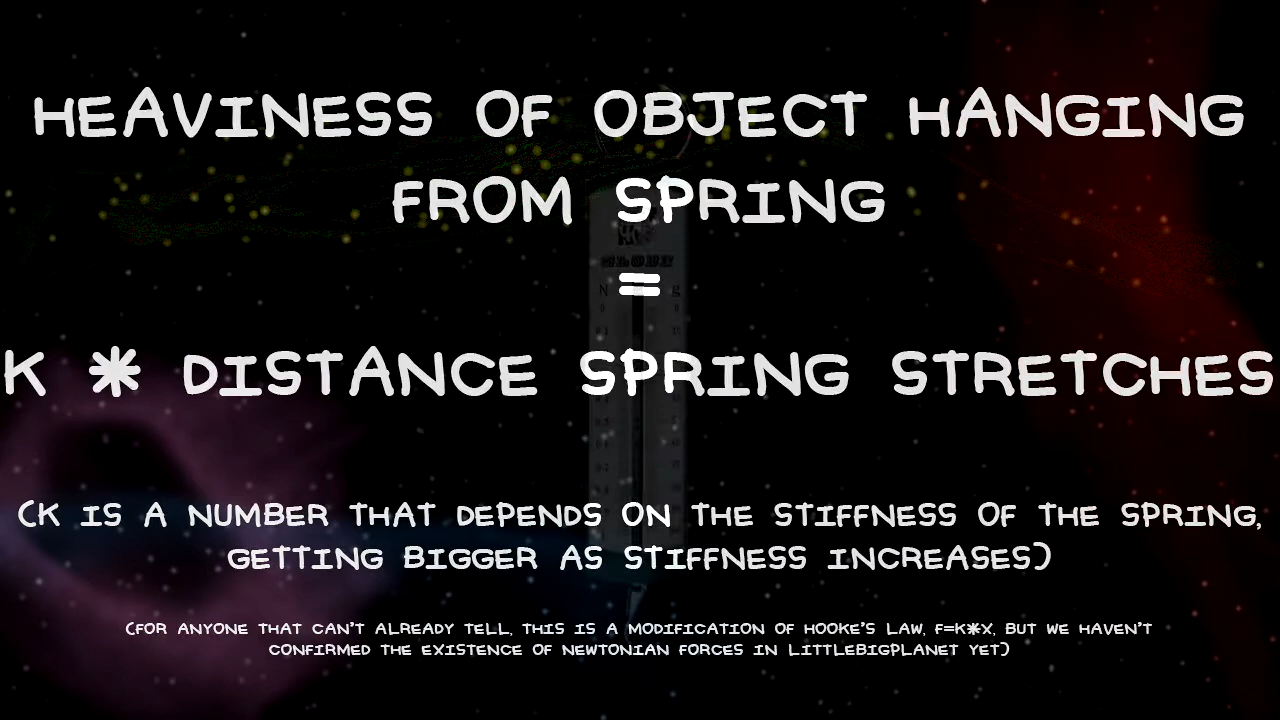 HEAVINESS OF OBJECT HANGING
FROM SPRING
=
K * DISTANCE SPRING STRETCHES
(K IS A NUMBER THAT DEPENDS ON THE STIFFNESS OF THE SPRING,
GETTING BIGGER AS STIFFNESS INCREASES)
(FOR ANYONE THAT CAN'T ALREADY TELL, THIS IS A MODIFICATION OF HOOKE'S LAW, F=K*X, BUT WE HAVEN'T
CONFIRMED THE EXISTENCE OF NEWTONIAN FORCES IN LITTLEBIGPLANET YET)
N g